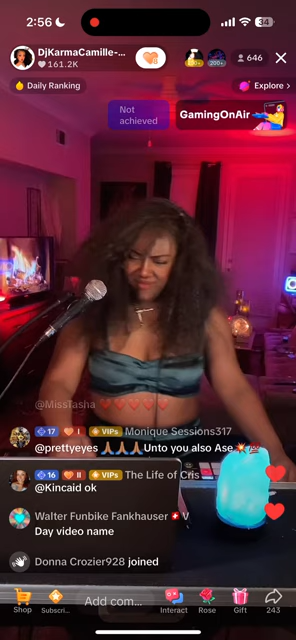 2:56
34
DjKarmaCamille-...
161.2K
646
Daily Ranking
Explore >
Not
achieved
GamingOnAir
@MissTasha
17 I VIPs Monique Sessions317
@prettyeyes 🙏🏽🙏🏽🙏🏽Unto you also Ase💥💯
16 II VIPs The Life of Cris
@Kincaid ok
Walter Funbike Fankhauser 🇨🇭 V
Day video name
Donna Crozier928 joined
Shop
Subscri...
Add com...
Interact
Rose
Gift
243